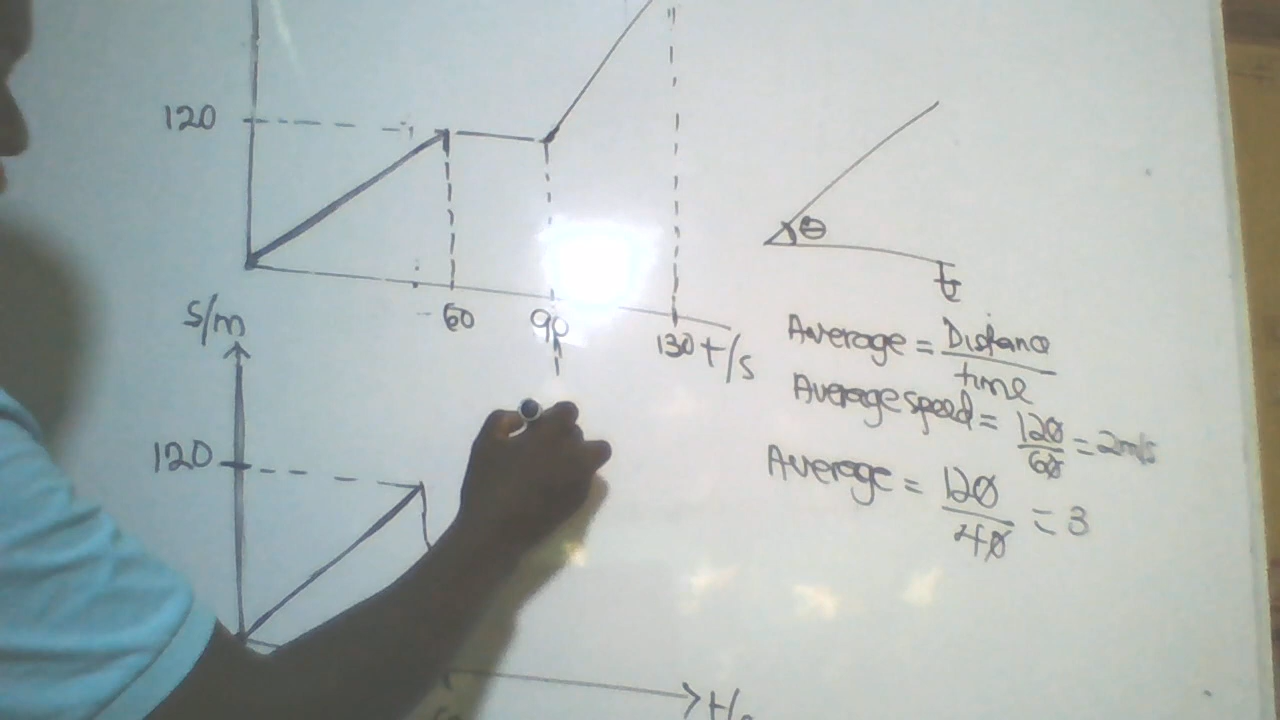 120
60
90
130 t/s
θ
t
Average = Distance
time
Average speed = 120
60
= 2m/s
Average = 120
40
= 3
s/m
120